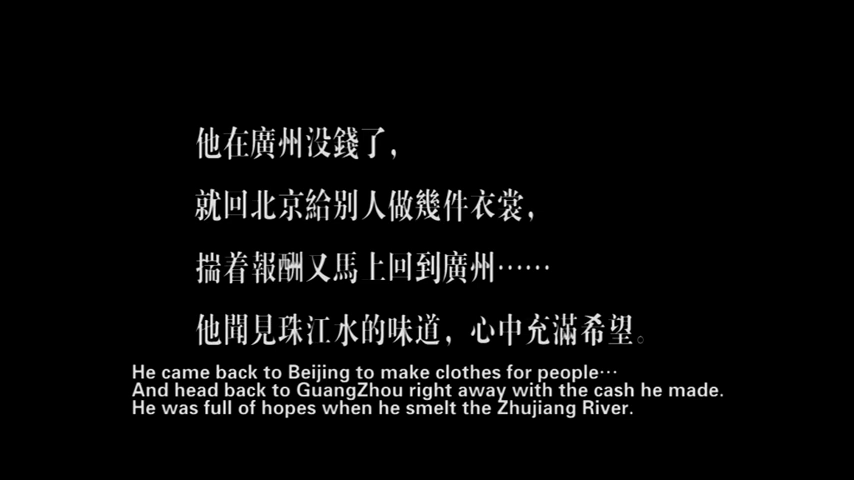 他在廣州没錢了，
就回北京給别人做幾件衣裳，
揣着報酬又馬上回到廣州……
他聞見珠江水的味道，心中充滿希望。
He came back to Beijing to make clothes for people…
And head back to GuangZhou right away with the cash he made.
He was full of hopes when he smelt the Zhujiang River.